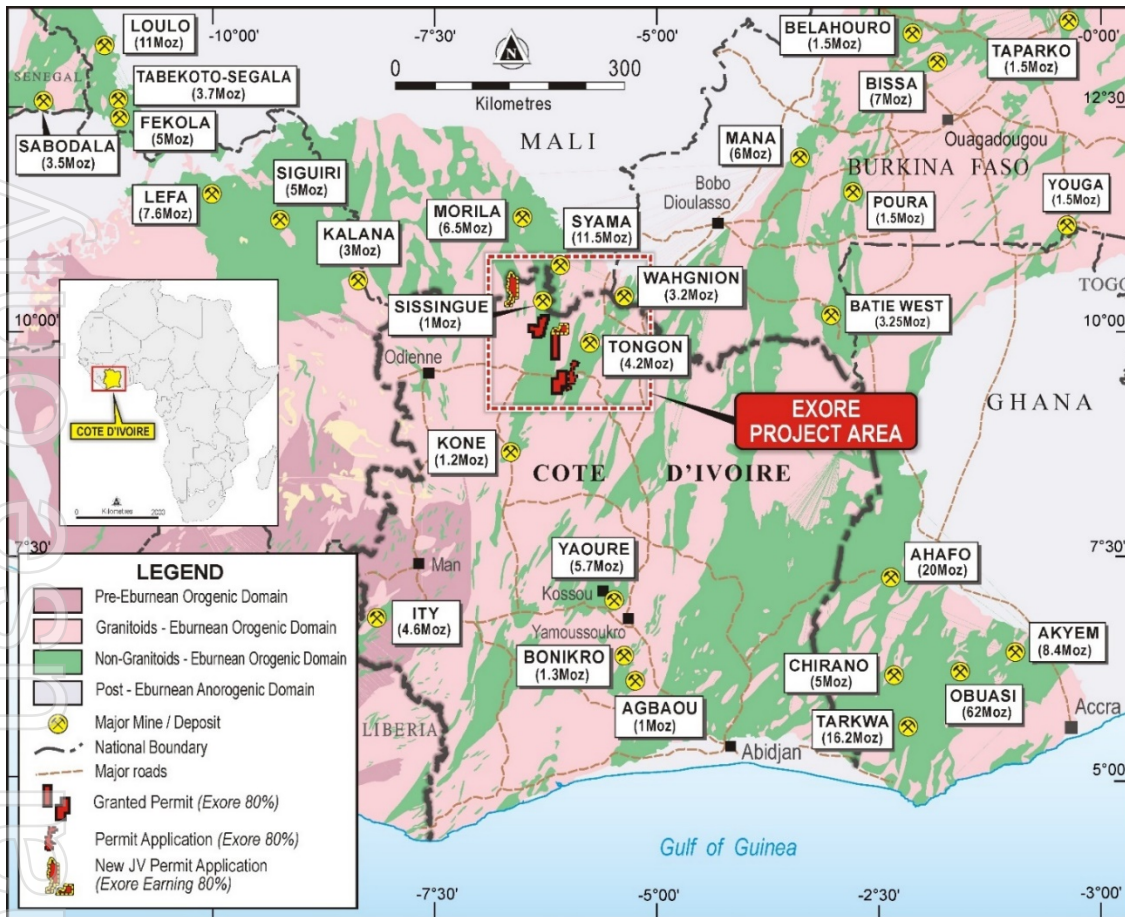 -10°00'
-7°30'
-5°00'
-0°00'
LOULO
(11Moz)
SENEGAL
TABEKOTO-SEGALA
(3.7Moz)
FEKOLA
(5Moz)
SABODALA
(3.5Moz)
LEFA
(7.6Moz)
SIGUIRI
(5Moz)
KALANA
(3Moz)
N
0
300
Kilometres
MALI
MORILA
(6.5Moz)
SYAMA
(11.5Moz)
BELAHOURO
(1.5Moz)
TAPARKO
(1.5Moz)
BISSA
(7Moz)
12°30'
Ouagadougou
MANA
(6Moz)
BURKINA FASO
Bobo
Dioulasso
POURA
(1.5Moz)
YOUGA
(1.5Moz)
WAHGNION
(3.2Moz)
SISSINGUE
(1Moz)
TONGON
(4.2Moz)
BATIE WEST
(3.25Moz)
TOGO
10°00'
10°00'
Odienne
GHANA
EXORE
PROJECT AREA
COTE D'IVOIRE
Kilometres
0
2000
KONE
(1.2Moz)
COTE D'IVOIRE
7°30'
7°30'
Man
YAOURE
(5.7Moz)
Kossou
Yamoussoukro
ITY
(4.6Moz)
BONIKRO
(1.3Moz)
AGBAOU
(1Moz)
AHAFO
(20Moz)
AKYEM
(8.4Moz)
CHIRANO
(5Moz)
OBUASI
(62Moz)
TARKWA
(16.2Moz)
Accra
LIBERIA
Abidjan
5°00'
Gulf of Guinea
LEGEND
Pre-Eburnean Orogenic Domain
Granitoids - Eburnean Orogenic Domain
Non-Granitoids - Eburnean Orogenic Domain
Post - Eburnean Anorogenic Domain
Major Mine / Deposit
National Boundary
Major roads
Granted Permit (Exore 80%)
Permit Application (Exore 80%)
New JV Permit Application
(Exore Earning 80%)
-7°30'
-5°00'
-2°30'
-3°00'
use only